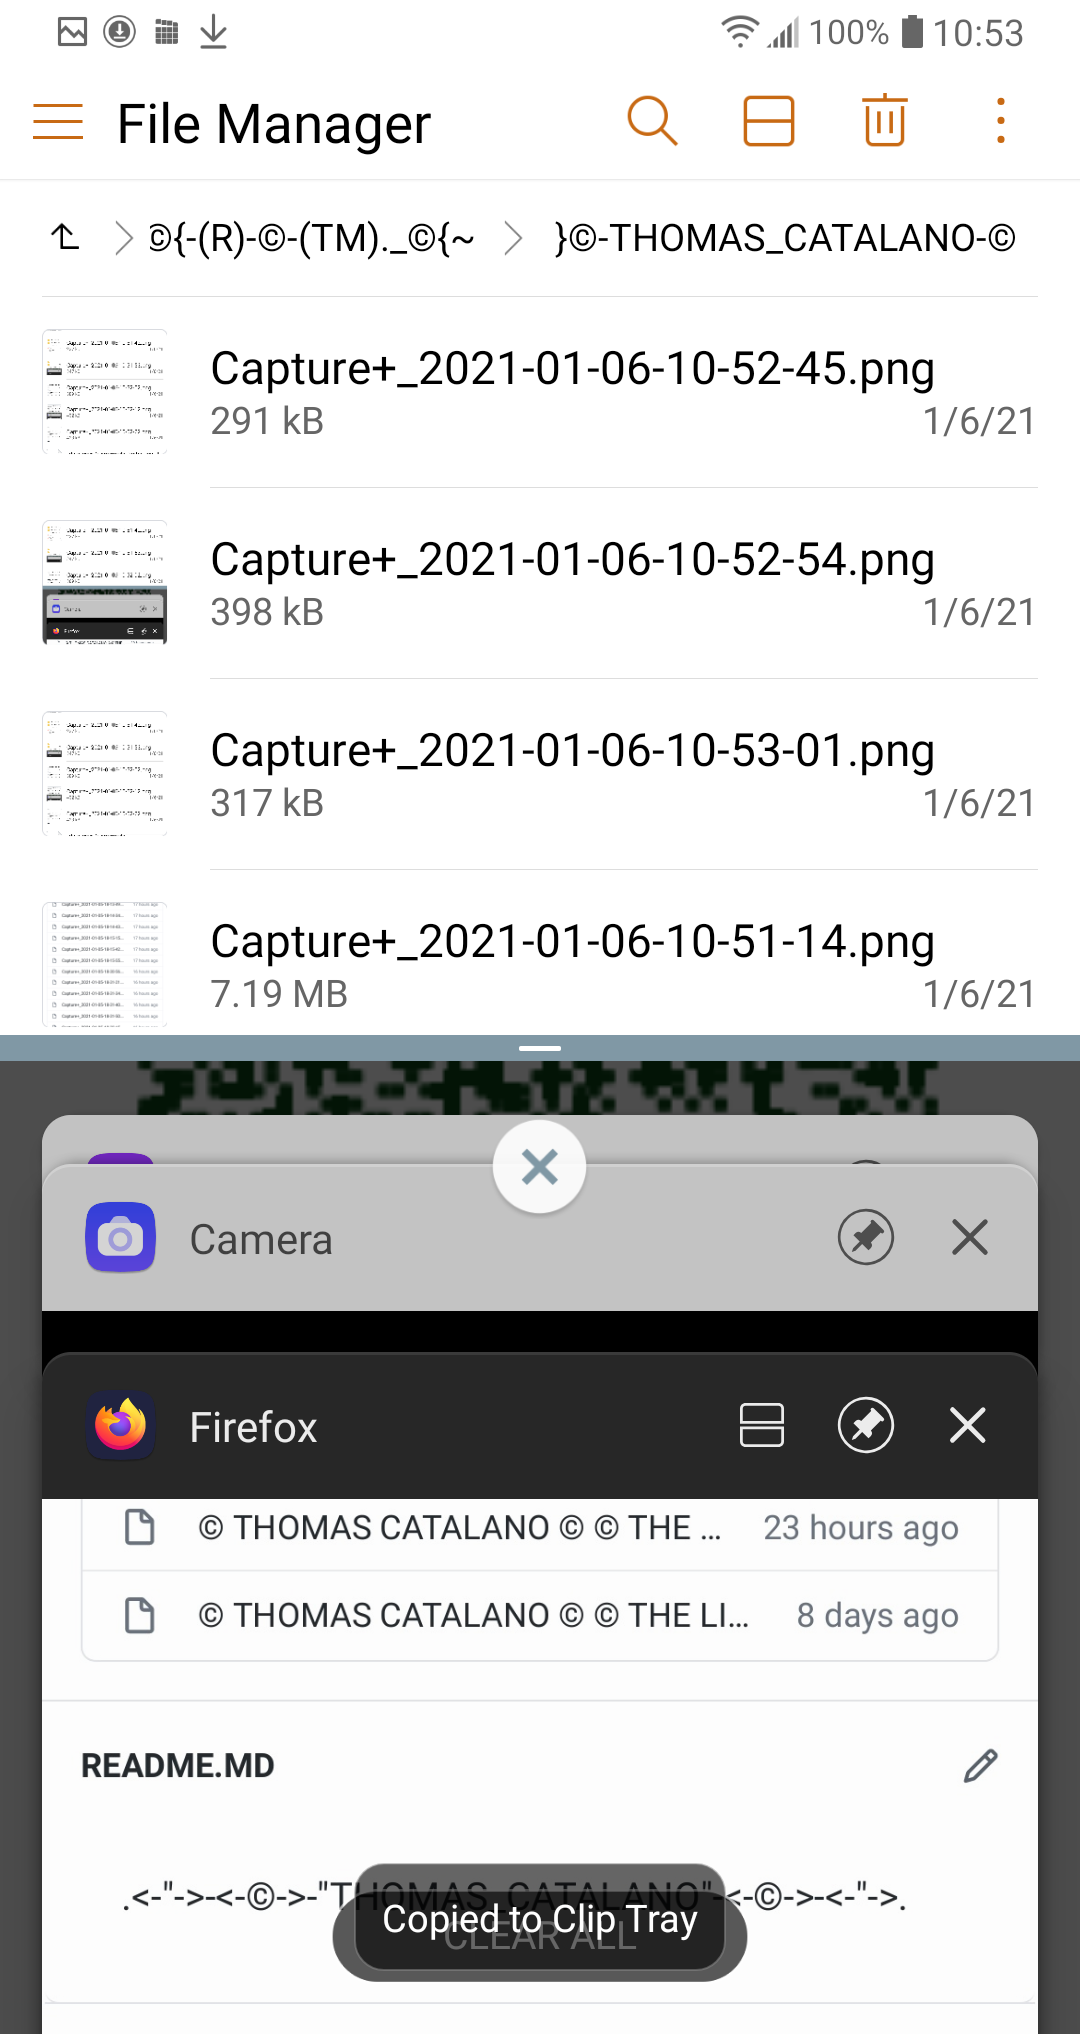 100% 10:53
File Manager
©{-(R)-©-(TM)._©{~ }©-THOMAS_CATALANO-©
Capture+_2021-01-06-10-52-45.png
291 kB 1/6/21
Capture+_2021-01-06-10-52-54.png
398 kB 1/6/21
Capture+_2021-01-06-10-53-01.png
317 kB 1/6/21
Capture+_2021-01-06-10-51-14.png
7.19 MB 1/6/21
Camera
Firefox
© THOMAS CATALANO © © THE ... 23 hours ago
© THOMAS CATALANO © © THE LI... 8 days ago
README.MD
.<-"->-<-©->-"THOMAS_CATALANO"-<-©->-<-"->.
Copied to Clip Tray
CLEAR ALL